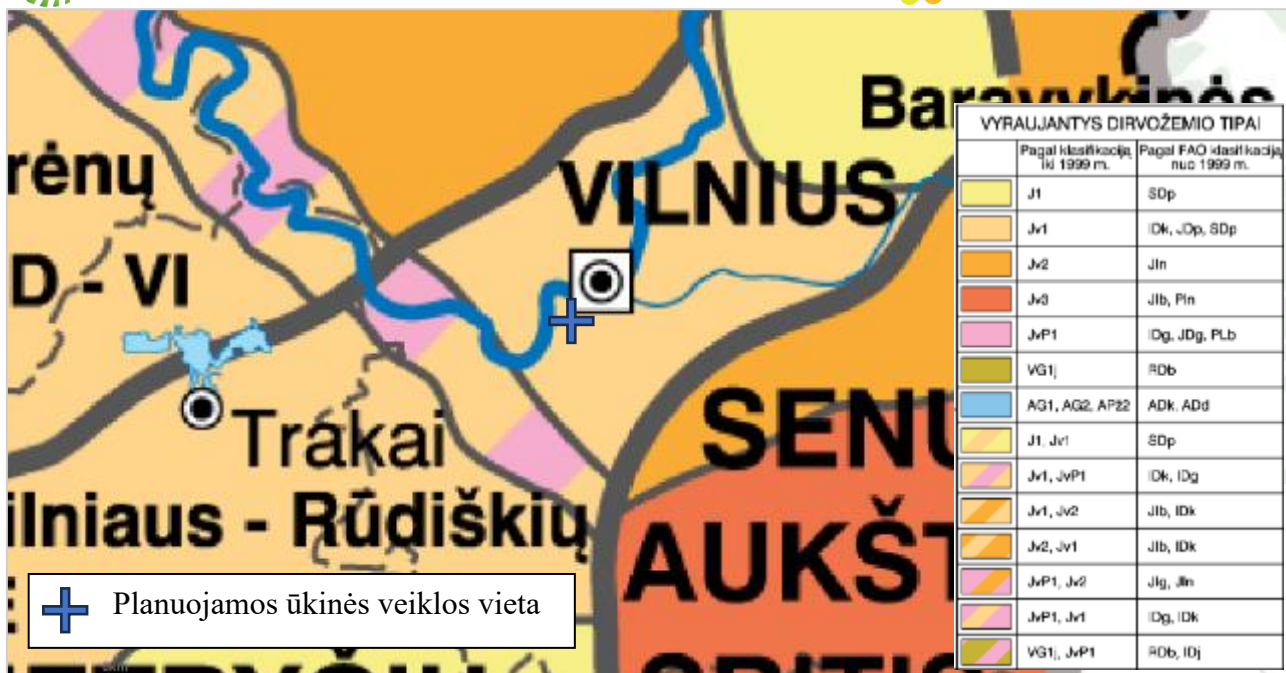 Baravykinės
rėnų
VILNIUS
D - VI
Trakai
SENU
ilniaus - Rūdiškių
AUKŠT
Planuojamos ūkinės veiklos vieta
VYRAUJANTYS DIRVOŽEMIO TIPAI
Pagal klasifikaciją iki 1999 m. Pagal FAO klasifikaciją nuo 1999 m.
J1 SDp
Jv1 IDk, JDp, SDp
Jv2 JIn
Jv3 JIb, PIn
JvP1 IDg, JDg, PLb
VG1j RDb
AG1, AG2, APž2 ADk, ADd
J1, Jv1 SDp
Jv1, JvP1 IDk, IDg
Jv1, Jv2 JIb, IDk
Jv2, Jv1 JIb, IDk
JvP1, Jv2 JIg, JIn
JvP1, Jv1 IDg, IDk
VG1j, JvP1 RDb, IDj